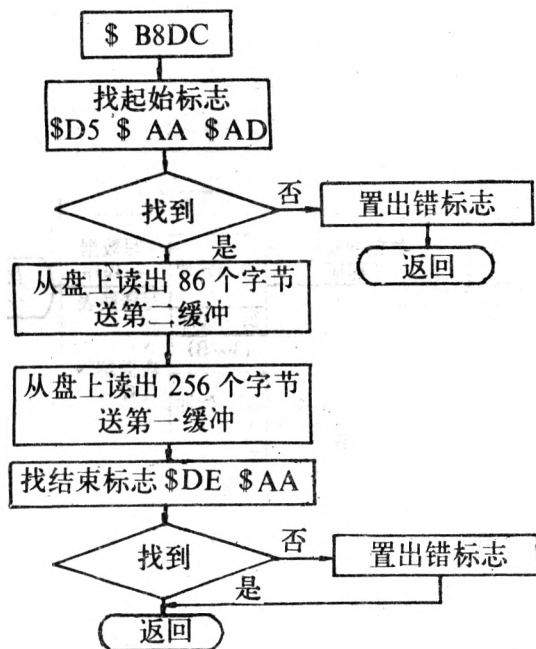 $ B8DC
找起始标志
$D5 $ AA $AD
找到
否
置出错标志
是
返回
从盘上读出 86 个字节
送第二缓冲
从盘上读出 256 个字节
送第一缓冲
找结束标志 $DE $AA
找到
否
置出错标志
是
返回